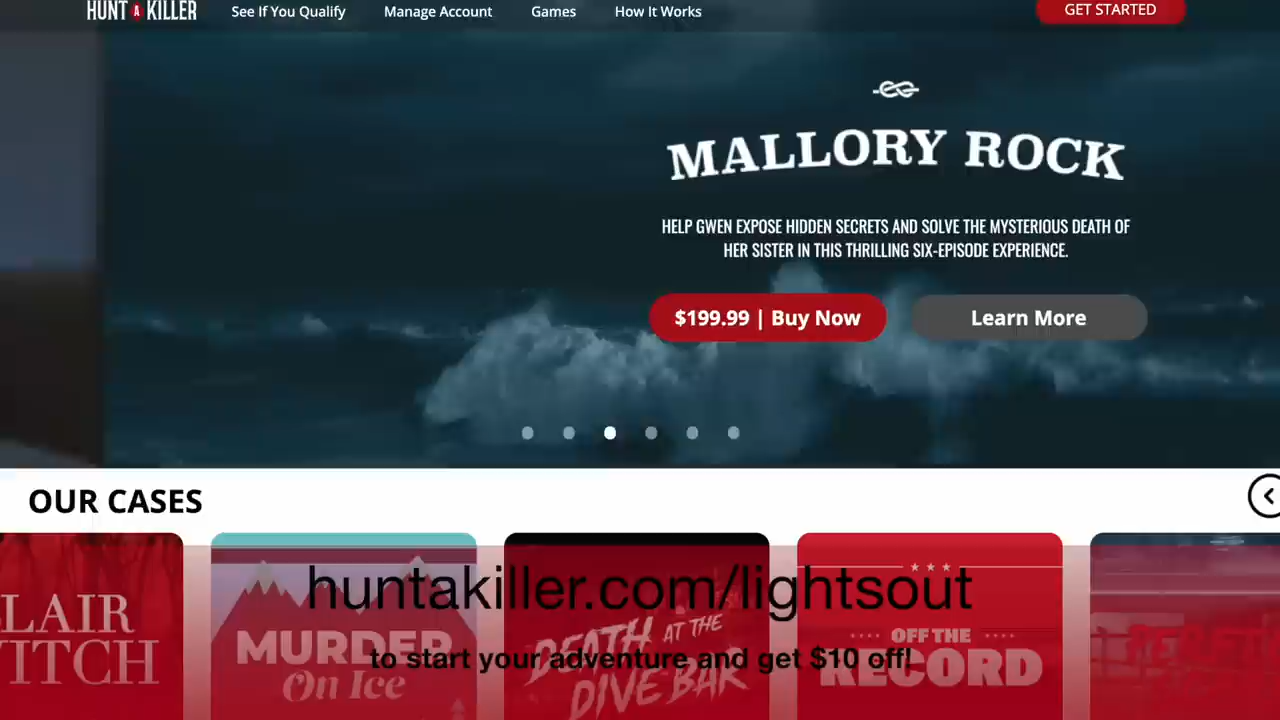 HUNT A KILLER
See If You Qualify
Manage Account
Games
How It Works
GET STARTED
MALLORY ROCK
HELP GWEN EXPOSE HIDDEN SECRETS AND SOLVE THE MYSTERIOUS DEATH OF
HER SISTER IN THIS THRILLING SIX-EPISODE EXPERIENCE.
$199.99 | Buy Now
Learn More
OUR CASES
huntakiller.com/lightsout
to start your adventure and get $10 off!
LAIR
ITCH
MURDER
On Ice
DEATH AT THE
DIVE BAR
OFF THE
RECORD